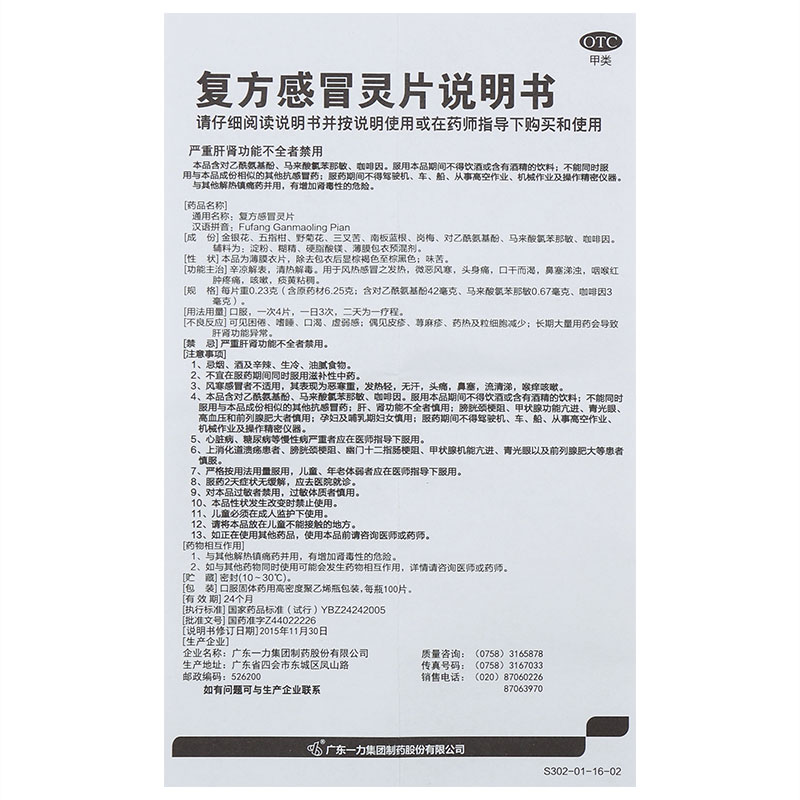 OTC
甲类
复方感冒灵片说明书
请仔细阅读说明书并按说明使用或在药师指导下购买和使用
严重肝肾功能不全者禁用
本品含对乙酰氨基酚、马来酸氯苯那敏、咖啡因。服用本品期间不得饮酒或含有酒精的饮料；不能同时服
用与本品成份相似的其他抗感冒药；服药期间不得驾驶机、车、船、从事高空作业、机械作业及操作精密仪器。
与其他解热镇痛药并用，有增加肾毒性的危险。
[药品名称]
通用名称：复方感冒灵片
汉语拼音：Fufang Ganmaoling Pian
[成　份] 金银花、五指柑、野菊花、三叉苦、南板蓝根、岗梅、对乙酰氨基酚、马来酸氯苯那敏、咖啡因。
辅料为：淀粉、糊精、硬脂酸镁、薄膜包衣预混剂。
[性　状] 本品为薄膜衣片，除去包衣后显棕褐色至棕黑色；味苦。
[功能主治] 辛凉解表，清热解毒。用于风热感冒之发热，微恶风寒，头身痛，口干而渴，鼻塞涕浊，咽喉红
肿疼痛，咳嗽，痰黄粘稠。
[规　格] 每片重0.23克（含原药材6.25克；含对乙酰氨基酚42毫克、马来酸氯苯那敏0.67毫克、咖啡因3
毫克）。
[用法用量] 口服，一次4片，一日3次，二天为一疗程。
[不良反应] 可见困倦、嗜睡、口渴、虚弱感；偶见皮疹、荨麻疹、药热及粒细胞减少；长期大量用药会导致
肝肾功能异常。
[禁　忌] 严重肝肾功能不全者禁用。
[注意事项]
1、忌烟、酒及辛辣、生冷、油腻食物。
2、不宜在服药期间同时服用滋补性中药。
3、风寒感冒者不适用，其表现为恶寒重，发热轻，无汗，头痛，鼻塞，流清涕，喉痒咳嗽。
4、本品含对乙酰氨基酚、马来酸氯苯那敏、咖啡因。服用本品期间不得饮酒或含有酒精的饮料；不能同时
服用与本品成份相似的其他抗感冒药；肝、肾功能不全者慎用；膀胱颈梗阻、甲状腺功能亢进、青光眼、
高血压和前列腺肥大者慎用；孕妇及哺乳期妇女慎用；服药期间不得驾驶机、车、船、从事高空作业、
机械作业及操作精密仪器。
5、心脏病、糖尿病等慢性病严重者应在医师指导下服用。
6、上消化道溃疡患者、膀胱颈梗阻、幽门十二指肠梗阻、甲状腺机能亢进、青光眼以及前列腺肥大等患者
慎服。
7、严格按用法用量服用，儿童、年老体弱者应在医师指导下服用。
8、服药2天症状无缓解，应去医院就诊。
9、对本品过敏者禁用，过敏体质者慎用。
10、本品性状发生改变时禁止使用。
11、儿童必须在成人监护下使用。
12、请将本品放在儿童不能接触的地方。
13、如正在使用其他药品，使用本品前请咨询医师或药师。
[药物相互作用]
1、与其他解热镇痛药并用，有增加肾毒性的危险。
2、如与其他药物同时使用可能会发生药物相互作用，详情请咨询医师或药师。
[贮　藏] 密封(10～30℃)。
[包　装] 口服固体药用高密度聚乙烯瓶包装，每瓶100片。
[有 效 期] 24个月
[执行标准] 国家药品标准（试行）YBZ24242005
[批准文号] 国药准字Z44022226
[说明书修订日期] 2015年11月30日
[生产企业]
企业名称：广东一力集团制药股份有限公司　质量咨询：（0758）3165878
生产地址：广东省四会市东城区凤山路　传真号码：（0758）3167033
邮政编码：526200　销售电话：（020）87060226
如有问题可与生产企业联系　87063970
广东一力集团制药股份有限公司
S302-01-16-02